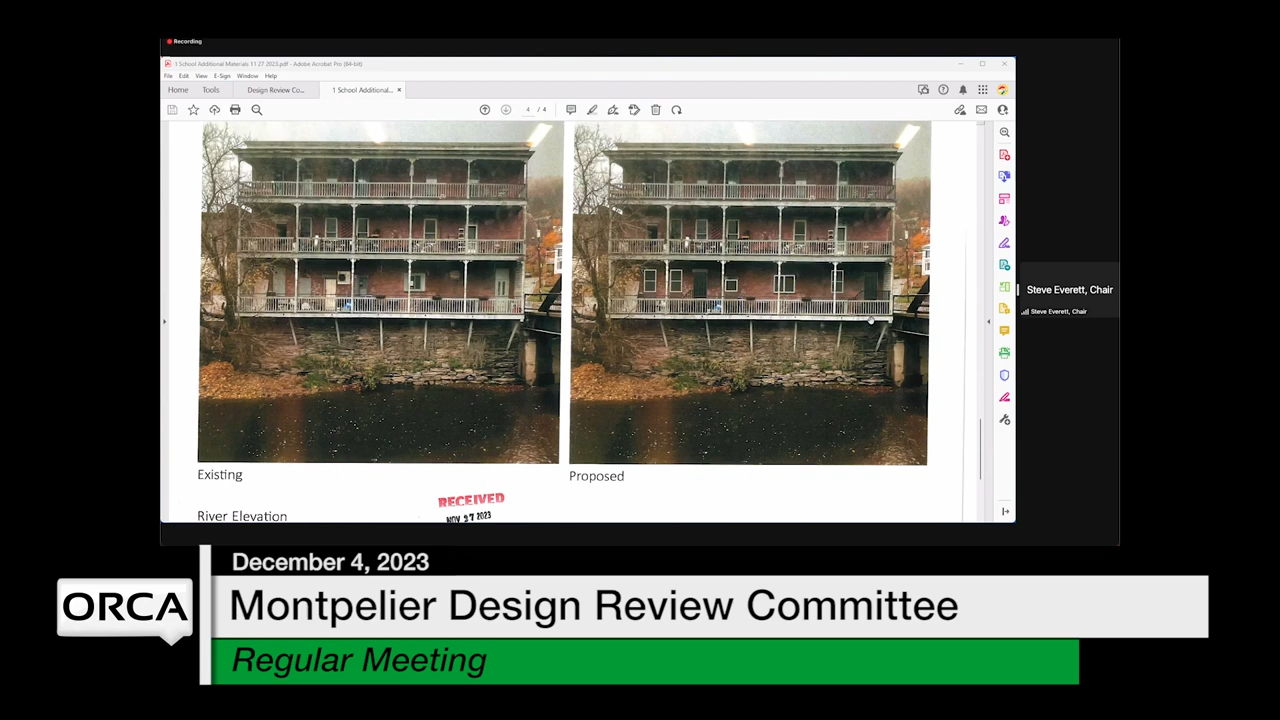 Recording
1 School Additional Materials 11 27 2023.pdf - Adobe Acrobat Pro (64-bit)
File Edit View E-Sign Window Help
Home Tools Design Review Co... 1 School Additional... ×
4 / 4
Steve Everett, Chair
Steve Everett, Chair
Existing
Proposed
RECEIVED
NOV 27 2023
River Elevation
December 4, 2023
ORCA
Montpelier Design Review Committee
Regular Meeting